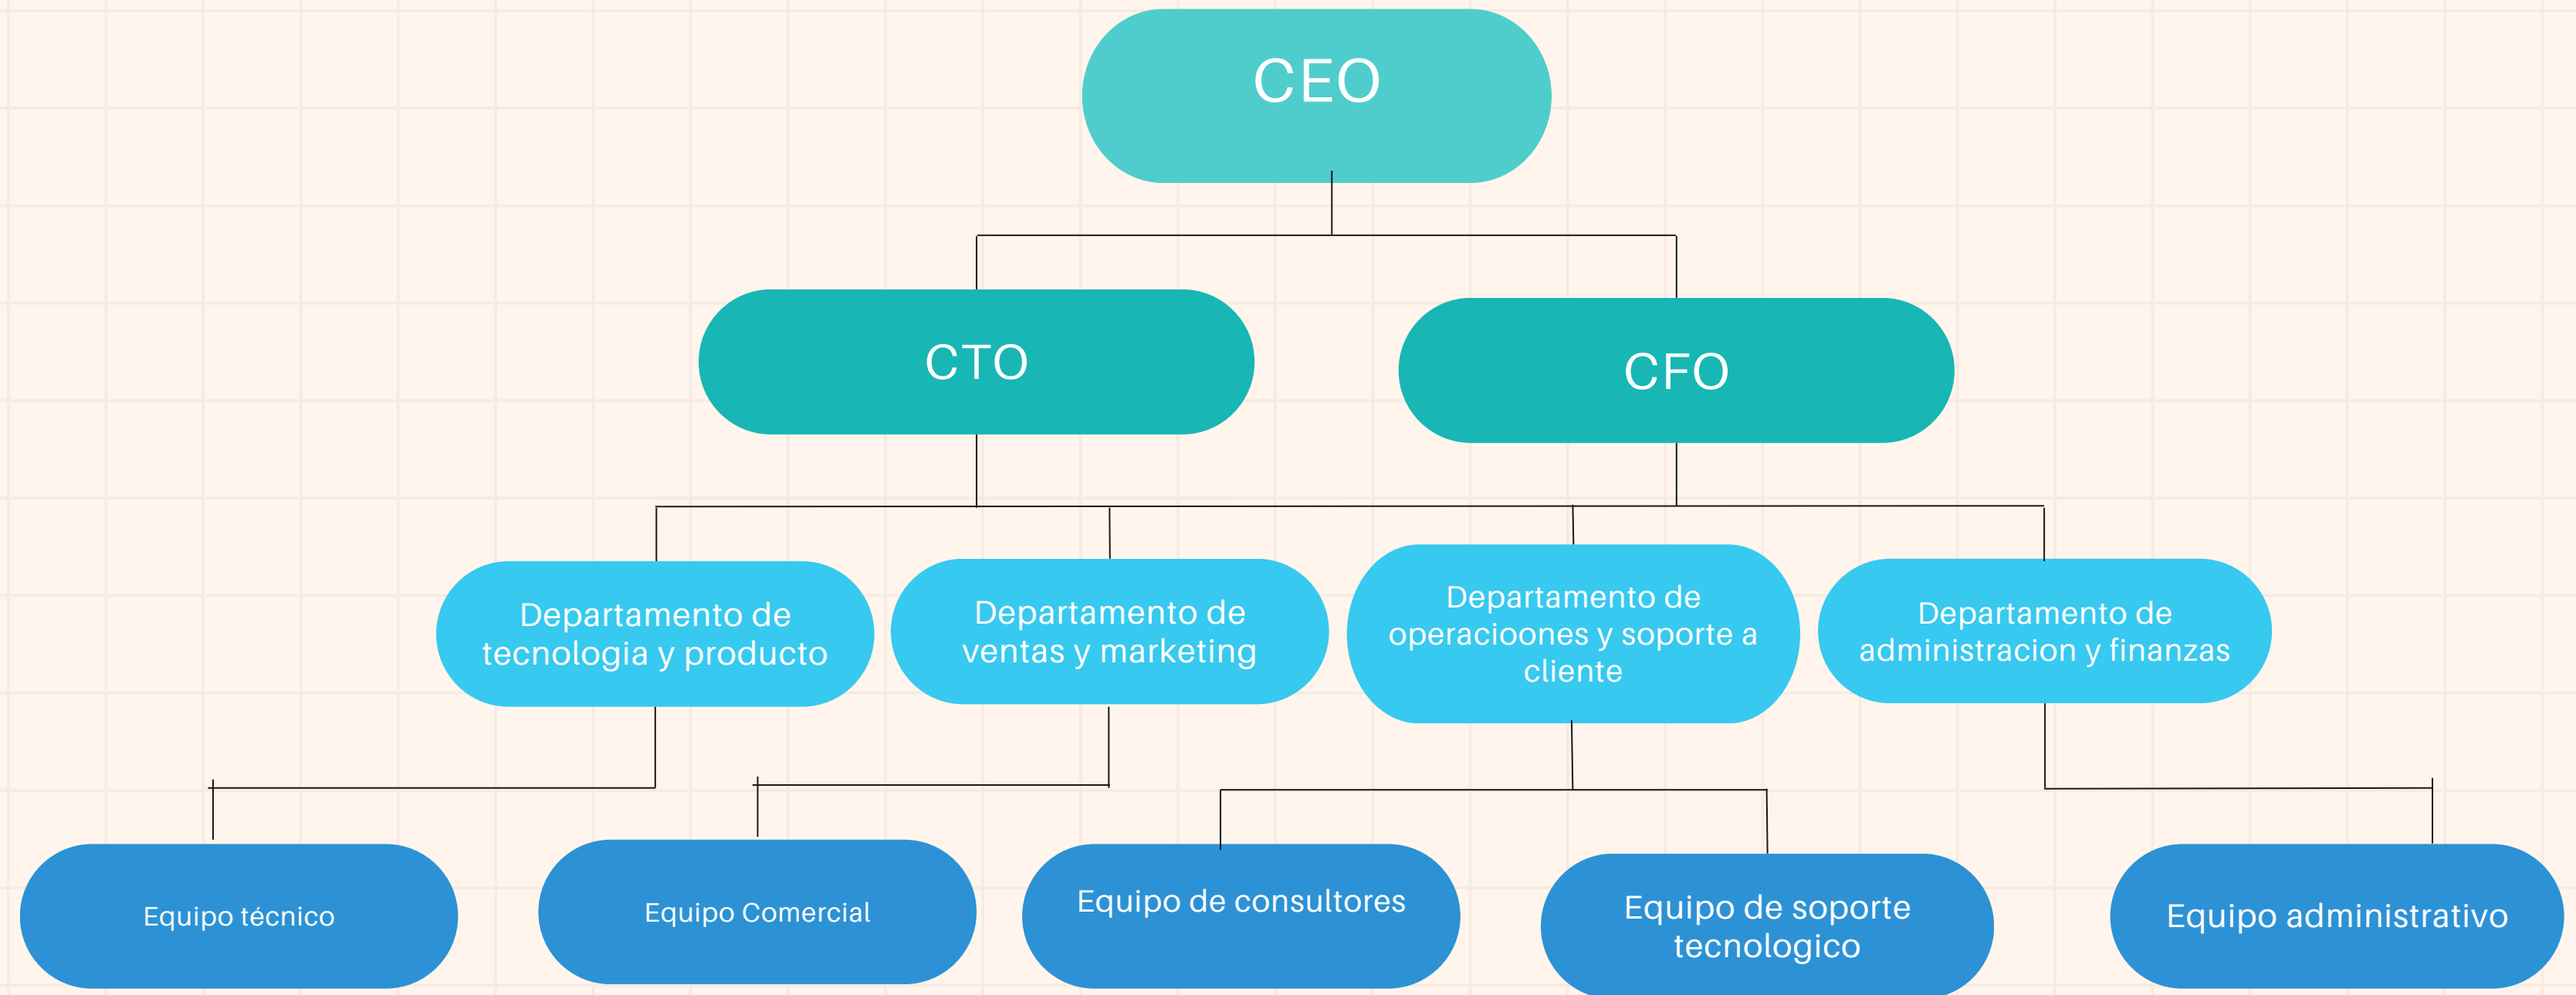 CEO
CTO
CFO
Departamento de
tecnologia y producto
Departamento de
ventas y marketing
Departamento de
operacioones y soporte a
cliente
Departamento de
administracion y finanzas
Equipo técnico
Equipo Comercial
Equipo de consultores
Equipo de soporte
tecnologico
Equipo administrativo